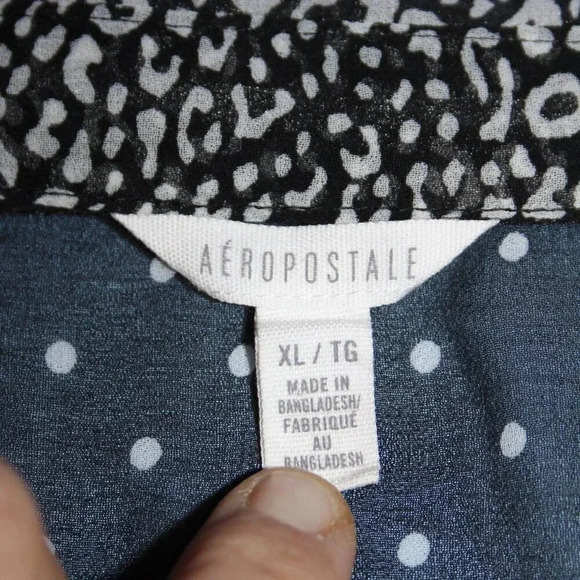 AÉROPOSTALE
XL / TG
MADE IN
BANGLADESH/
FABRIQUÉ
AU
BANGLADESH